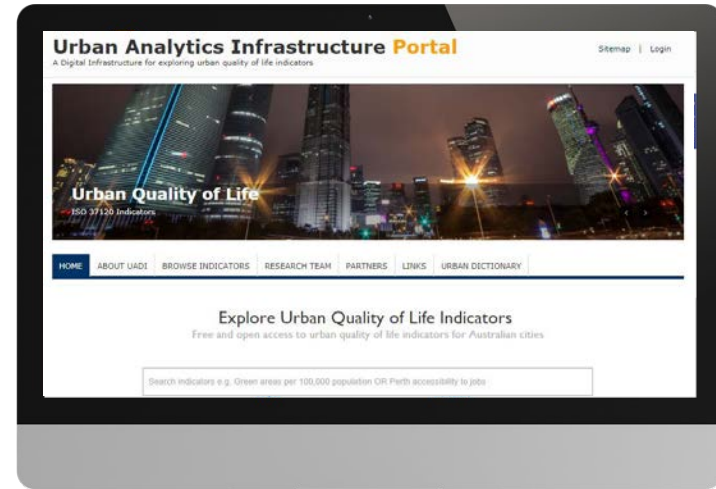 Urban Analytics Infrastructure Portal
Sitemap | Login
A Digital Infrastructure for exploring urban quality of life indicators
Urban Quality of Life
ISO 37120 Indicators
HOME ABOUT UADI BROWSE INDICATORS RESEARCH TEAM PARTNERS LINKS URBAN DICTIONARY
Explore Urban Quality of Life Indicators
Free and open access to urban quality of life indicators for Australian cities
Search indicators e.g. Green areas per 100,000 population OR Perth accessibility to jobs